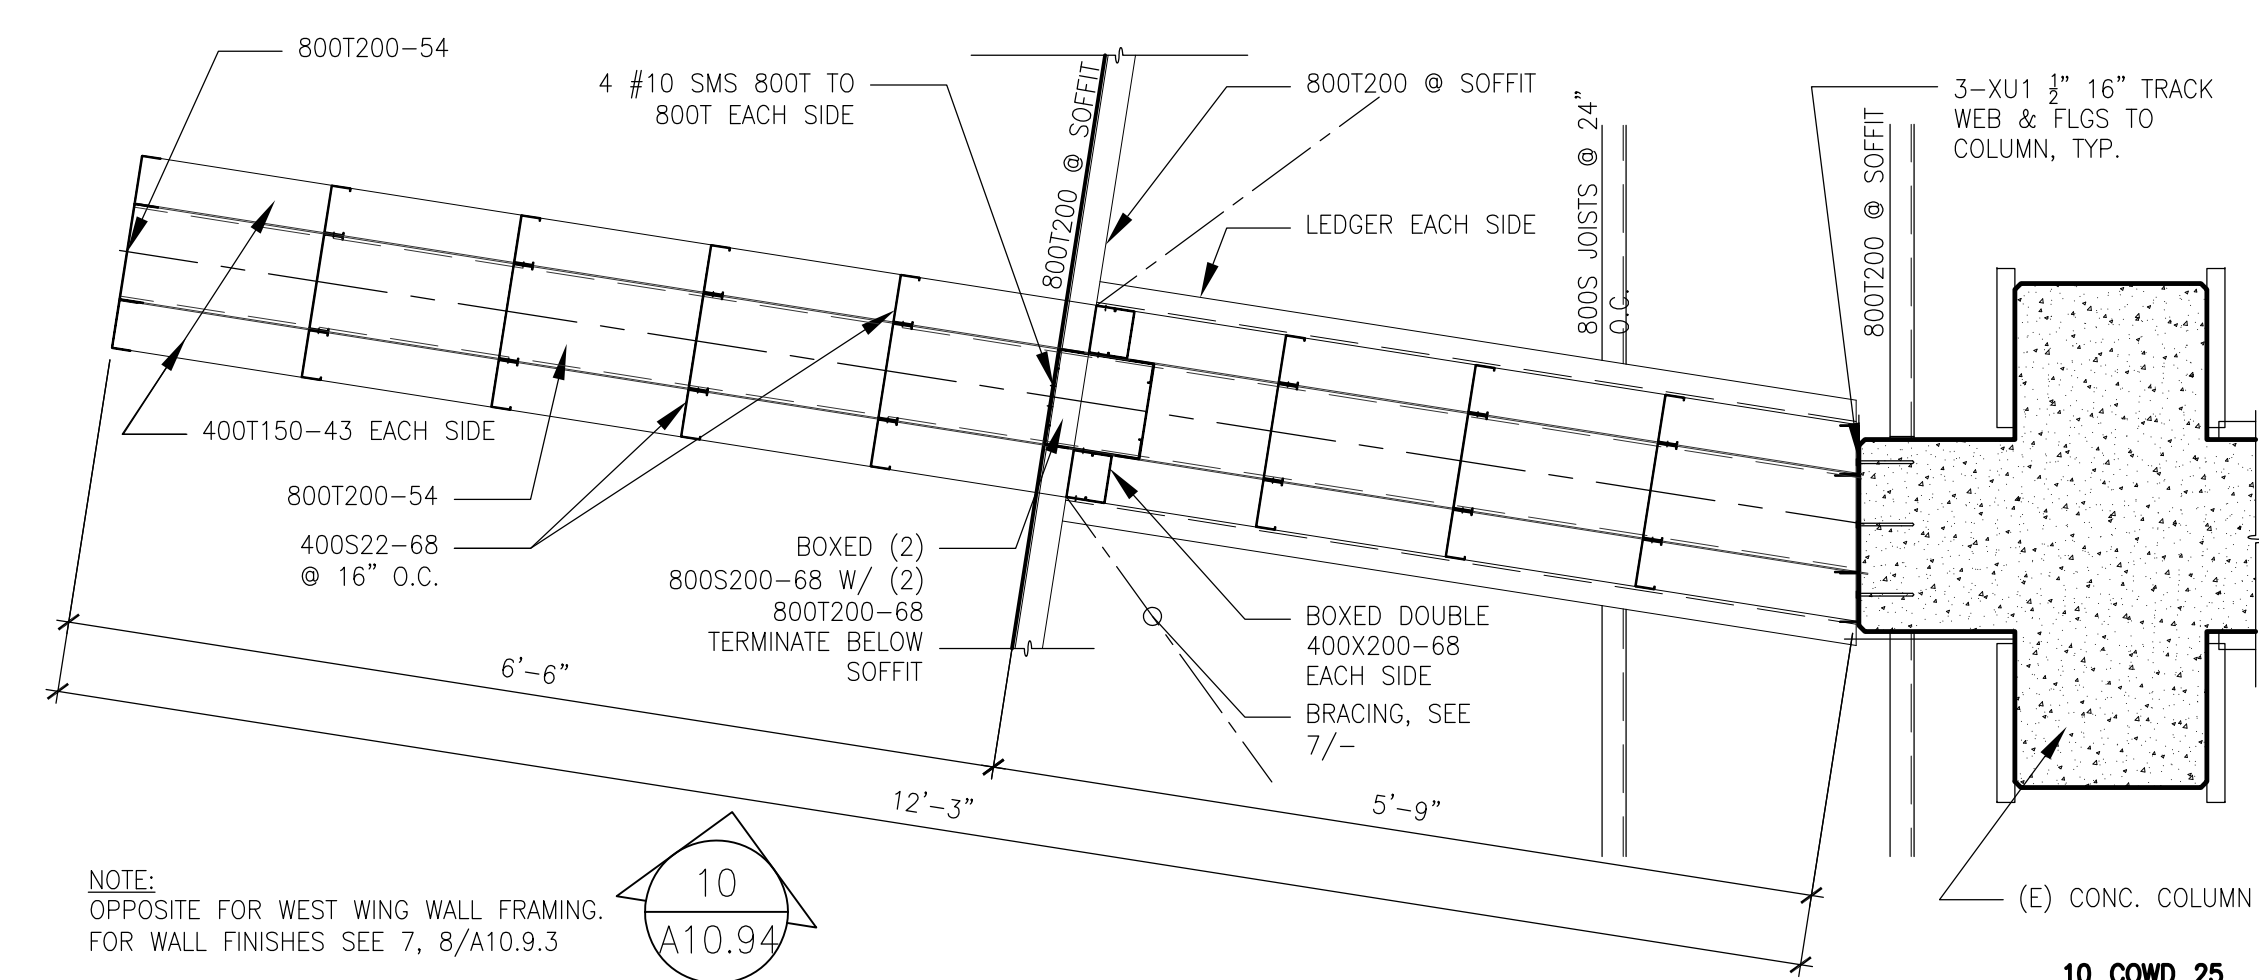 800T200-54
4 #10 SMS 800T TO
800T EACH SIDE
800T200 @ SOFFIT
800T200 @ SOFFIT
LEDGER EACH SIDE
800S JOISTS @ 24"
O.C.
800T200 @ SOFFIT
3-XU1 ½" 16" TRACK
WEB & FLGS TO
COLUMN, TYP.
400T150-43 EACH SIDE
800T200-54
400S22-68
@ 16" O.C.
BOXED (2)
800S200-68 W/ (2)
800T200-68
TERMINATE BELOW
SOFFIT
BOXED DOUBLE
400X200-68
EACH SIDE
BRACING, SEE
7/-
6'-6"
12'-3"
5'-9"
(E) CONC. COLUMN
NOTE:
OPPOSITE FOR WEST WING WALL FRAMING.
FOR WALL FINISHES SEE 7, 8/A10.9.3
10
A10.94
10 COWD 25